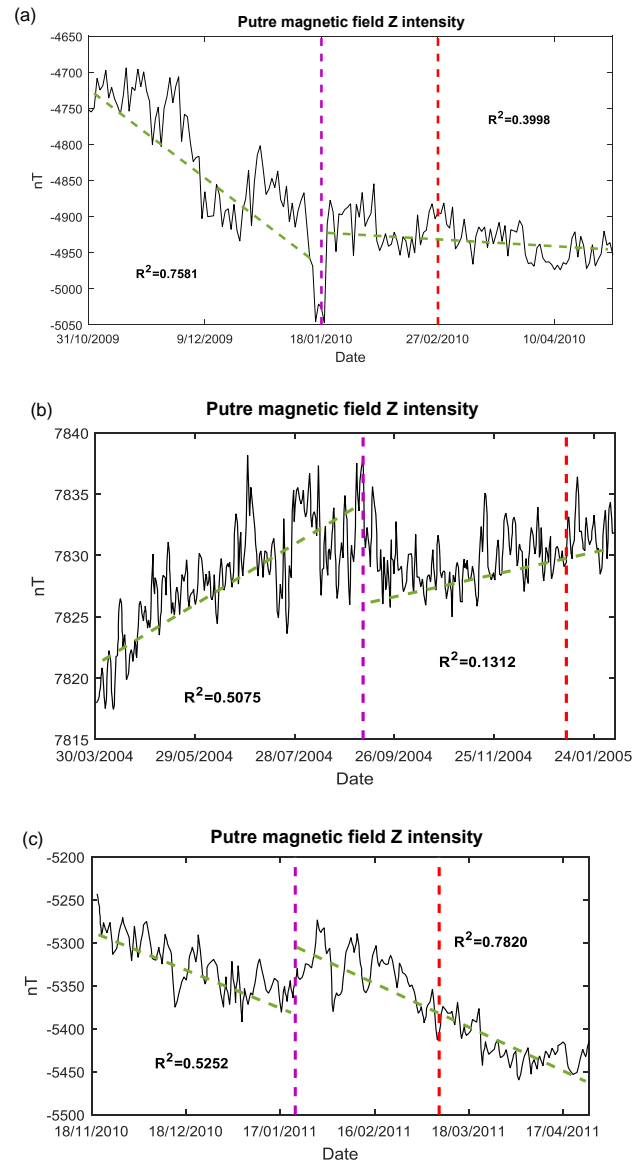 (a)
Putre magnetic field Z intensity
-4650
-4700
-4750
-4800
-4850
-4900
-4950
-5000
-5050
nT
R²=0.3998
R²=0.7581
31/10/2009 9/12/2009 18/01/2010 27/02/2010 10/04/2010
Date
(b)
Putre magnetic field Z intensity
7840
7835
7830
7825
7820
7815
nT
R²=0.5075
R²=0.1312
30/03/2004 29/05/2004 28/07/2004 26/09/2004 25/11/2004 24/01/2005
Date
(c)
Putre magnetic field Z intensity
-5200
-5250
-5300
-5350
-5400
-5450
-5500
nT
R²=0.7820
R²=0.5252
18/11/2010 18/12/2010 17/01/2011 16/02/2011 18/03/2011 17/04/2011
Date